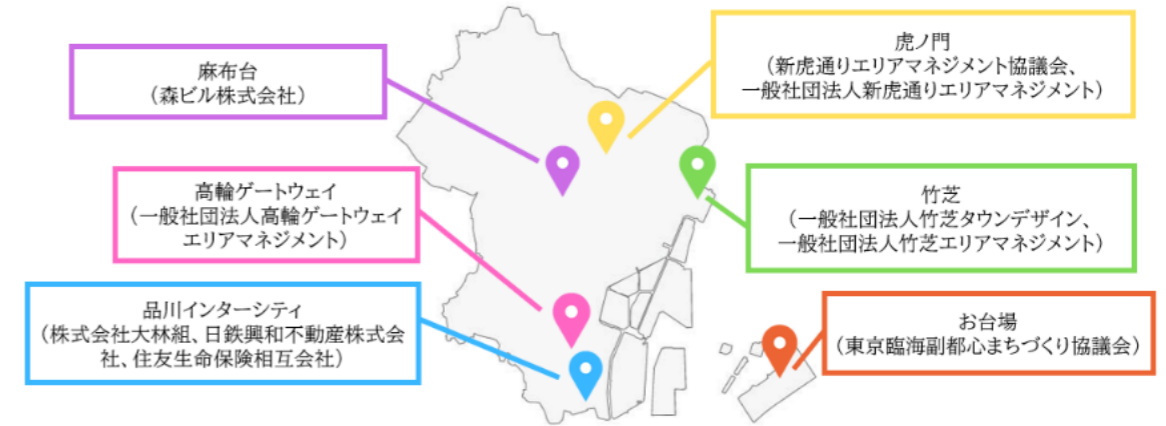 麻布台
（森ビル株式会社）
虎ノ門
（新虎通りエリアマネジメント協議会、
一般社団法人新虎通りエリアマネジメント）
高輪ゲートウェイ
（一般社団法人高輪ゲートウェイ
エリアマネジメント）
竹芝
（一般社団法人竹芝タウンデザイン、
一般社団法人竹芝エリアマネジメント）
品川インターシティ
（株式会社大林組、日鉄興和不動産株式会
社、住友生命保険相互会社）
お台場
（東京臨海副都心まちづくり協議会）